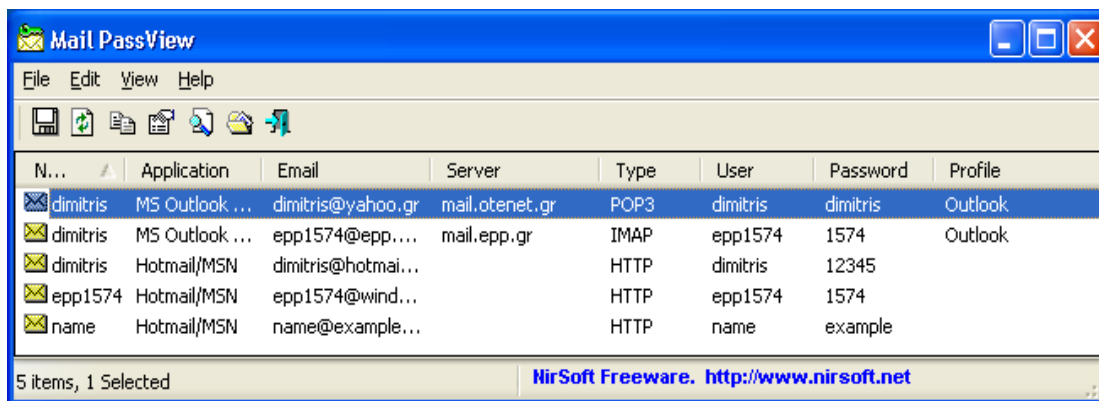 Mail PassView
File Edit View Help
N... Application Email Server Type User Password Profile
dimitris MS Outlook ... dimitris@yahoo.gr mail.otenet.gr POP3 dimitris dimitris Outlook
dimitris MS Outlook ... epp1574@epp.... mail.epp.gr IMAP epp1574 1574 Outlook
dimitris Hotmail/MSN dimitris@hotmai... HTTP dimitris 12345
epp1574 Hotmail/MSN epp1574@wind... HTTP epp1574 1574
name Hotmail/MSN name@example... HTTP name example
5 items, 1 Selected NirSoft Freeware. http://www.nirsoft.net